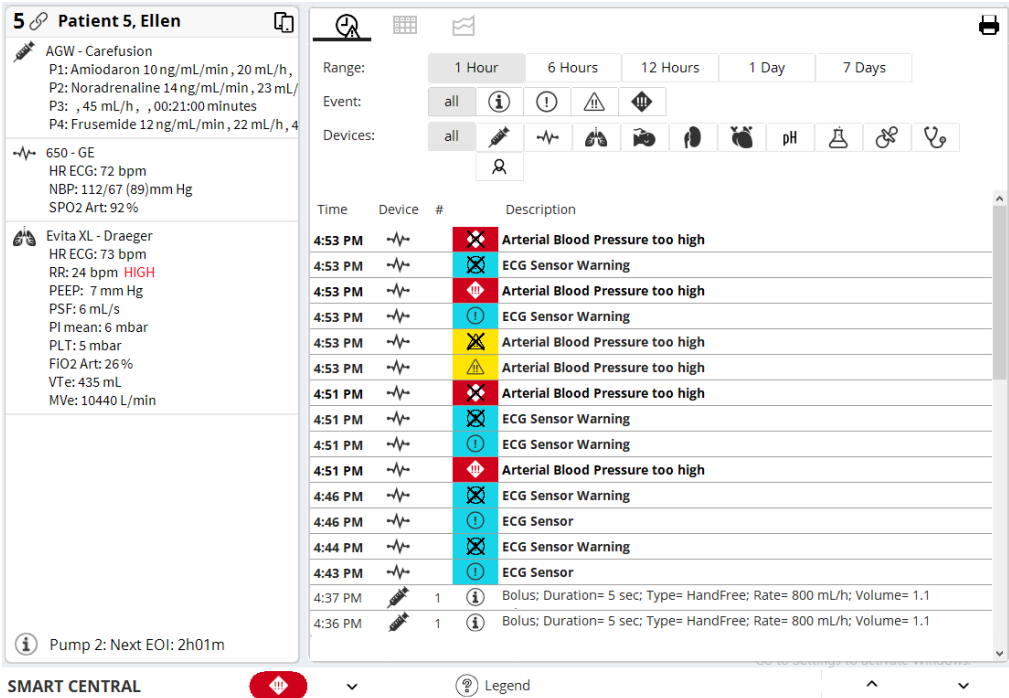 5 Patient 5, Ellen
AGW - Carefusion
P1: Amiodaron 10 ng/mL/min , 20 mL/h ,
P2: Noradrenaline 14 ng/mL/min , 23 mL/
P3: , 45 mL/h , , 00:21:00 minutes
P4: Frusemide 12 ng/mL/min , 22 mL/h , 4
650 - GE
HR ECG: 72 bpm
NBP: 112/67 (89)mm Hg
SPO2 Art: 92 %
Evita XL - Draeger
HR ECG: 73 bpm
RR: 24 bpm HIGH
PEEP: 7 mm Hg
PSF: 6 mL/s
PI mean: 6 mbar
PLT: 5 mbar
FiO2 Art: 26 %
VTe: 435 mL
MVe: 10440 L/min
Pump 2: Next EOI: 2h01m
Range: 1 Hour 6 Hours 12 Hours 1 Day 7 Days
Event: all
Devices: all pH
Time Device # Description
4:53 PM Arterial Blood Pressure too high
4:53 PM ECG Sensor Warning
4:53 PM Arterial Blood Pressure too high
4:53 PM ECG Sensor Warning
4:53 PM Arterial Blood Pressure too high
4:53 PM Arterial Blood Pressure too high
4:51 PM Arterial Blood Pressure too high
4:51 PM ECG Sensor Warning
4:51 PM ECG Sensor Warning
4:51 PM Arterial Blood Pressure too high
4:46 PM ECG Sensor Warning
4:46 PM ECG Sensor
4:44 PM ECG Sensor Warning
4:43 PM ECG Sensor
4:37 PM 1 Bolus; Duration= 5 sec; Type= HandFree; Rate= 800 mL/h; Volume= 1.1
4:36 PM 1 Bolus; Duration= 5 sec; Type= HandFree; Rate= 800 mL/h; Volume= 1.1
Go to Settings to activate Windows.
SMART CENTRAL Legend